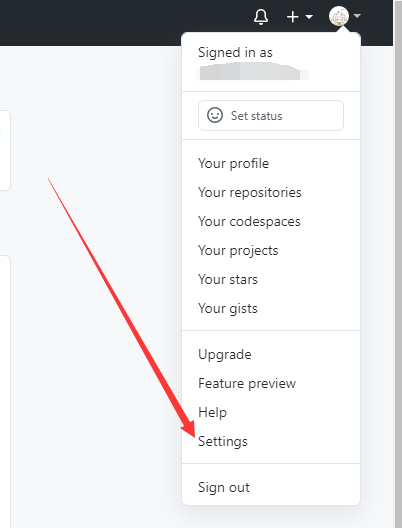 Signed in as
Set status
Your profile
Your repositories
Your codespaces
Your projects
Your stars
Your gists
Upgrade
Feature preview
Help
Settings
Sign out